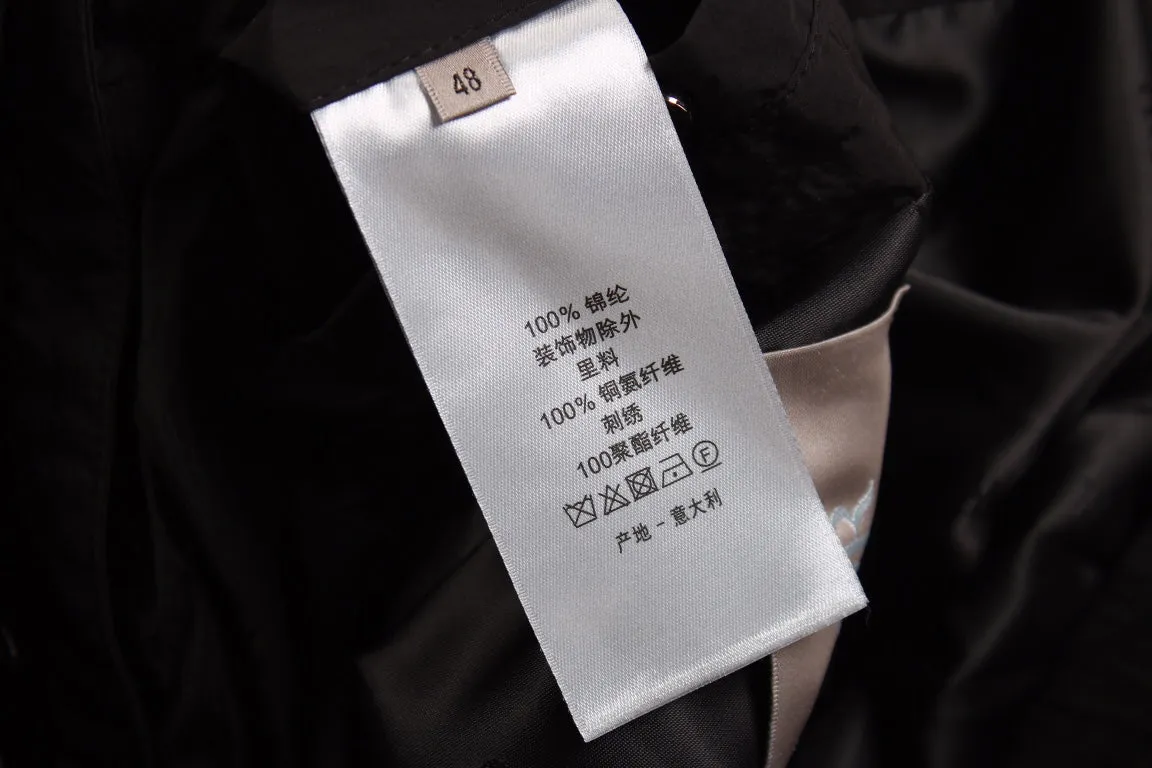 48
100% 锦纶
装饰物除外
里料
100% 铜氨纤维
刺绣
100聚酯纤维
F
产地 - 意大利